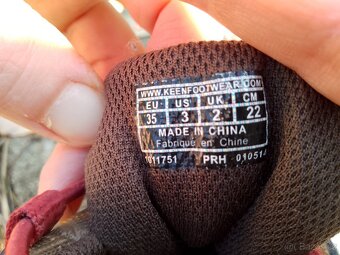 WWW.KEENFOOTWEAR.COM
EU US UK CM
35 3 2 22
MADE IN CHINA
Fabriqué en Chine
1011751 PRH 010514